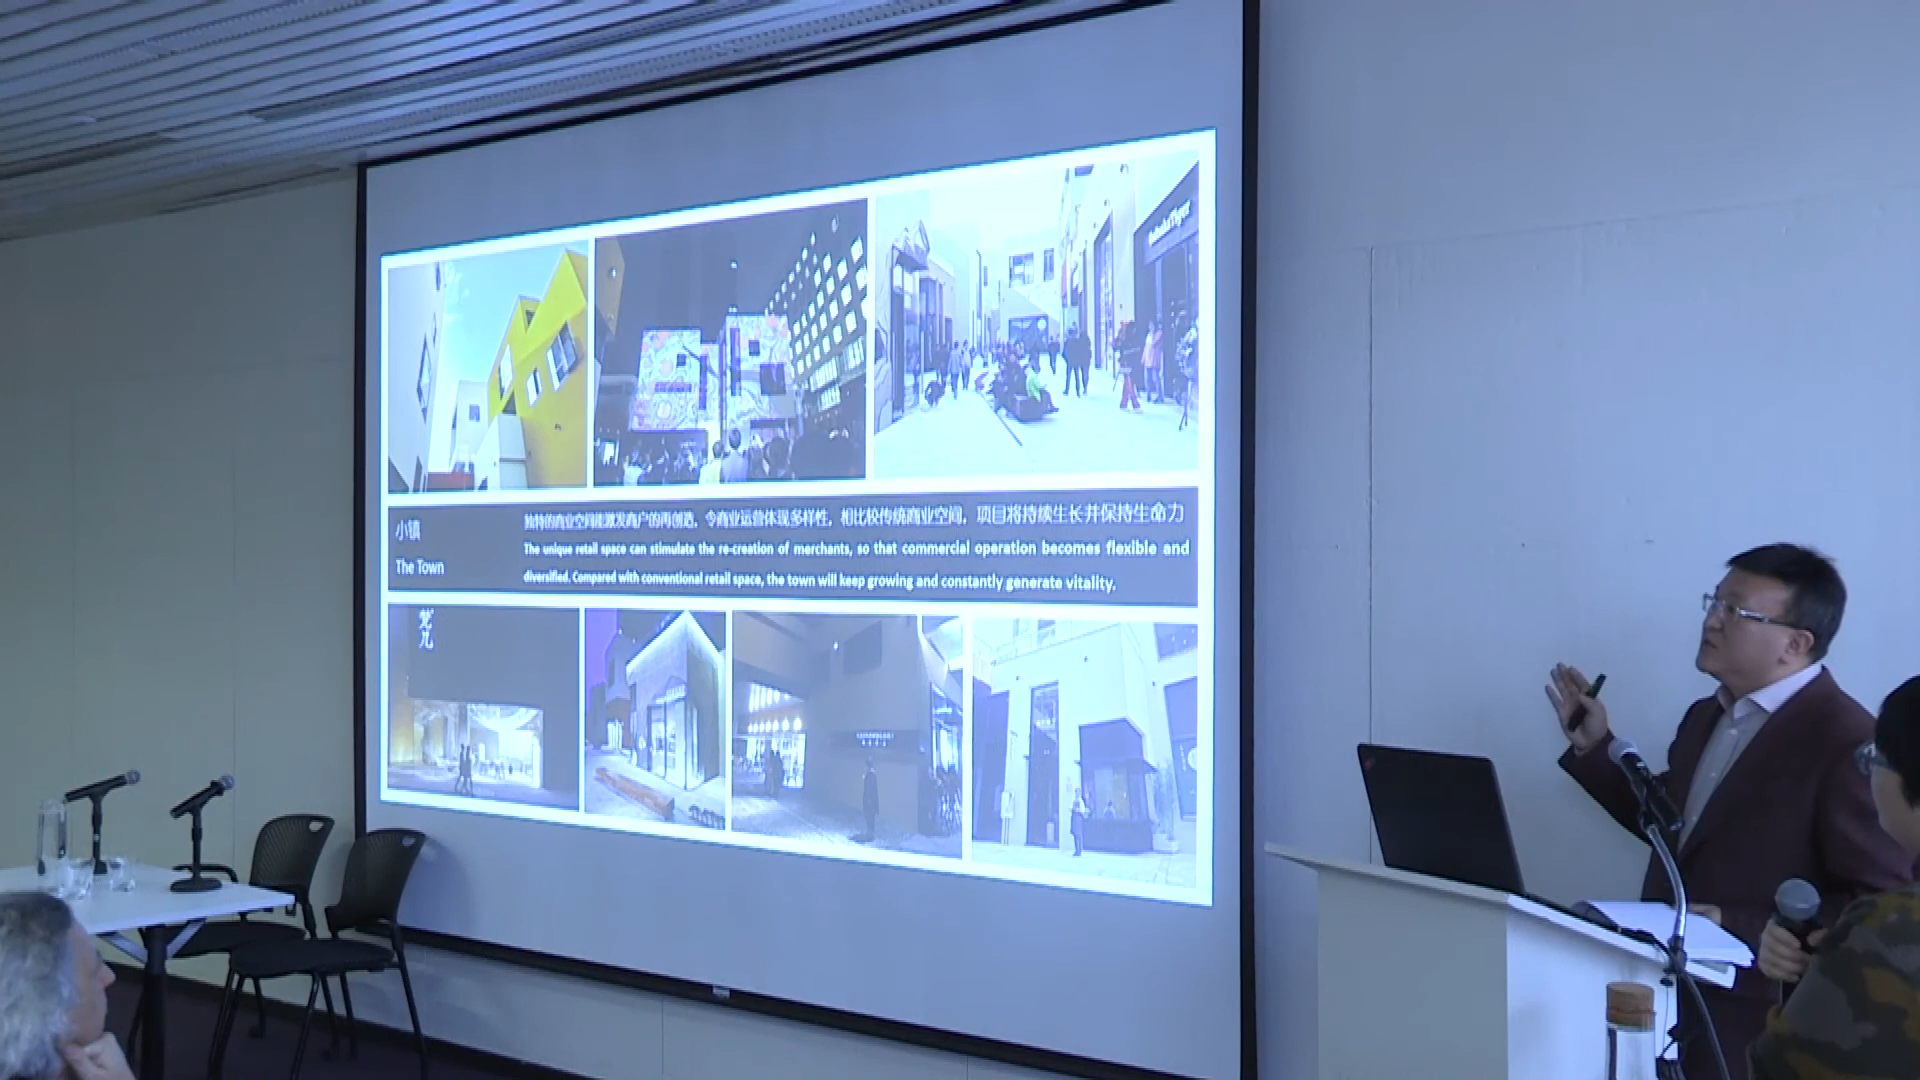 小镇
The Town
独特的商业空间能激发商户的再创造，令商业运营体现多样性，相比较传统商业空间，项目将持续生长并保持生命力
The unique retail space can stimulate the re-creation of merchants, so that commercial operation becomes flexible and
diversified. Compared with conventional retail space, the town will keep growing and constantly generate vitality.
梵几